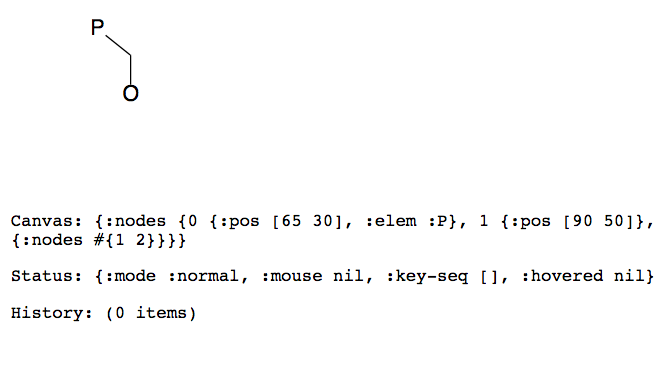 P
O
Canvas: {:nodes {0 {:pos [65 30], :elem :P}, 1 {:pos [90 50]},
{:nodes #{1 2}}}}
Status: {:mode :normal, :mouse nil, :key-seq [], :hovered nil}
History: (0 items)